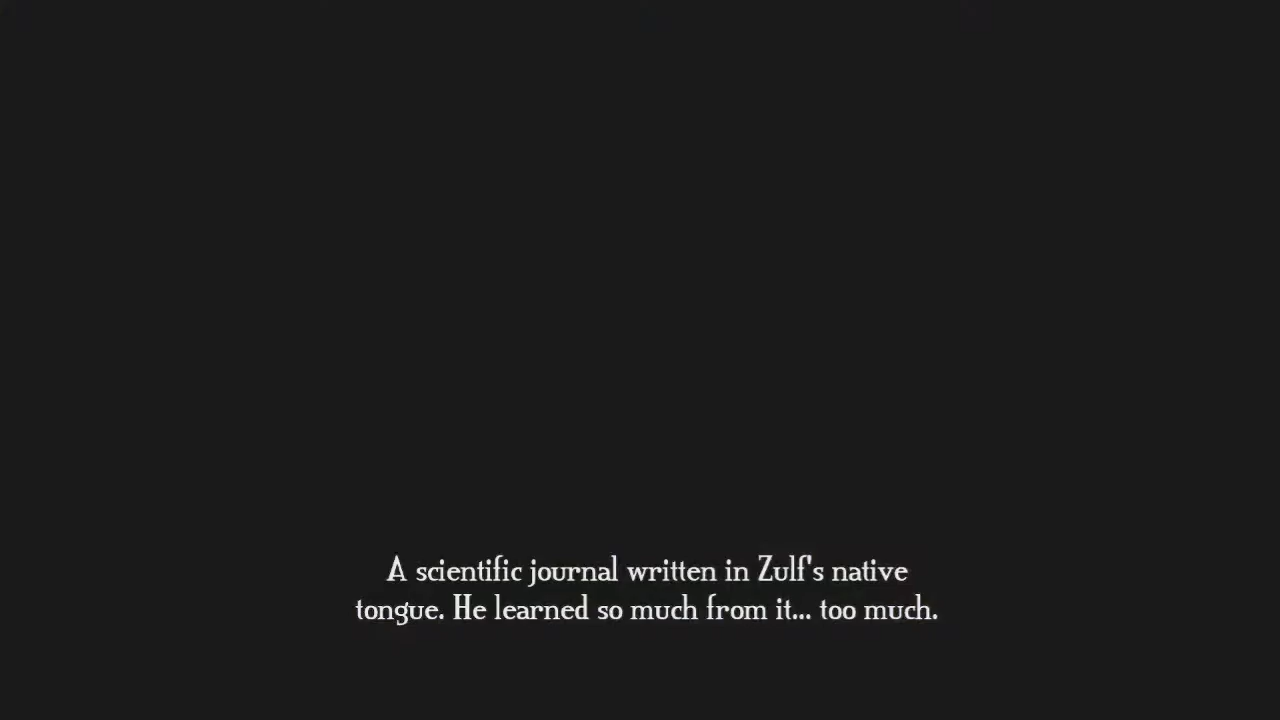 A scientific journal written in Zulf's native
tongue. He learned so much from it... too much.